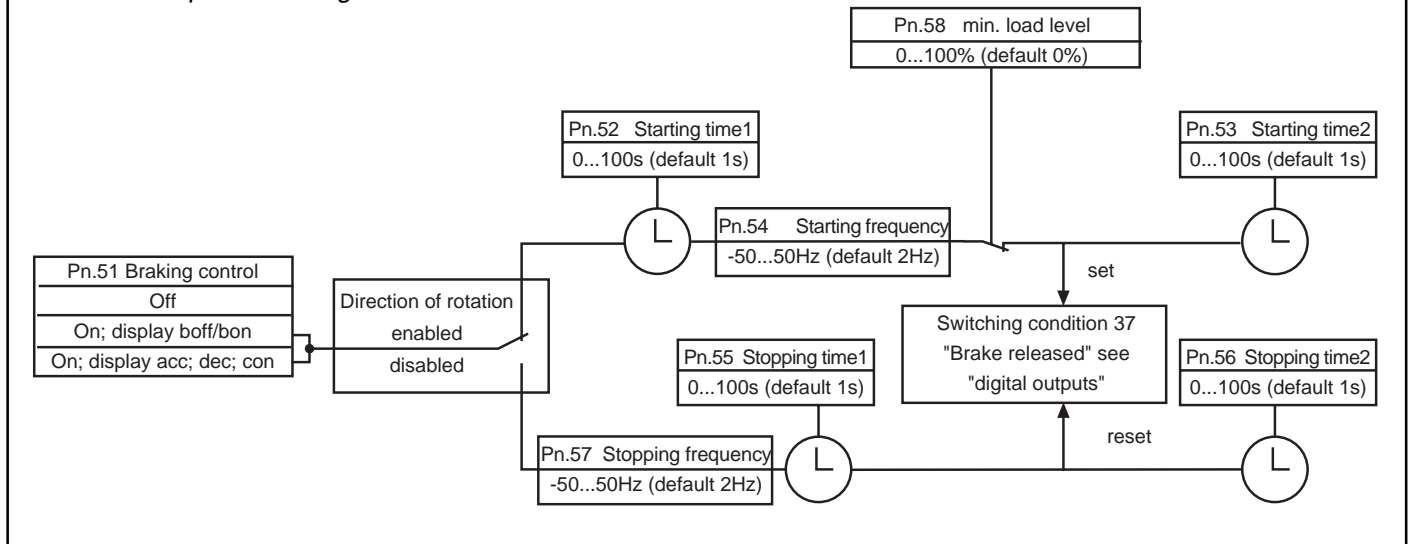 Pn.58 min. load level
0...100% (default 0%)
Pn.52 Starting time1
0...100s (default 1s)
Pn.53 Starting time2
0...100s (default 1s)
Pn.54 Starting frequency
-50...50Hz (default 2Hz)
set
Pn.51 Braking control
Off
On; display boff/bon
On; display acc; dec; con
Direction of rotation
enabled
disabled
Switching condition 37
"Brake released" see
"digital outputs"
Pn.55 Stopping time1
0...100s (default 1s)
Pn.56 Stopping time2
0...100s (default 1s)
reset
Pn.57 Stopping frequency
-50...50Hz (default 2Hz)